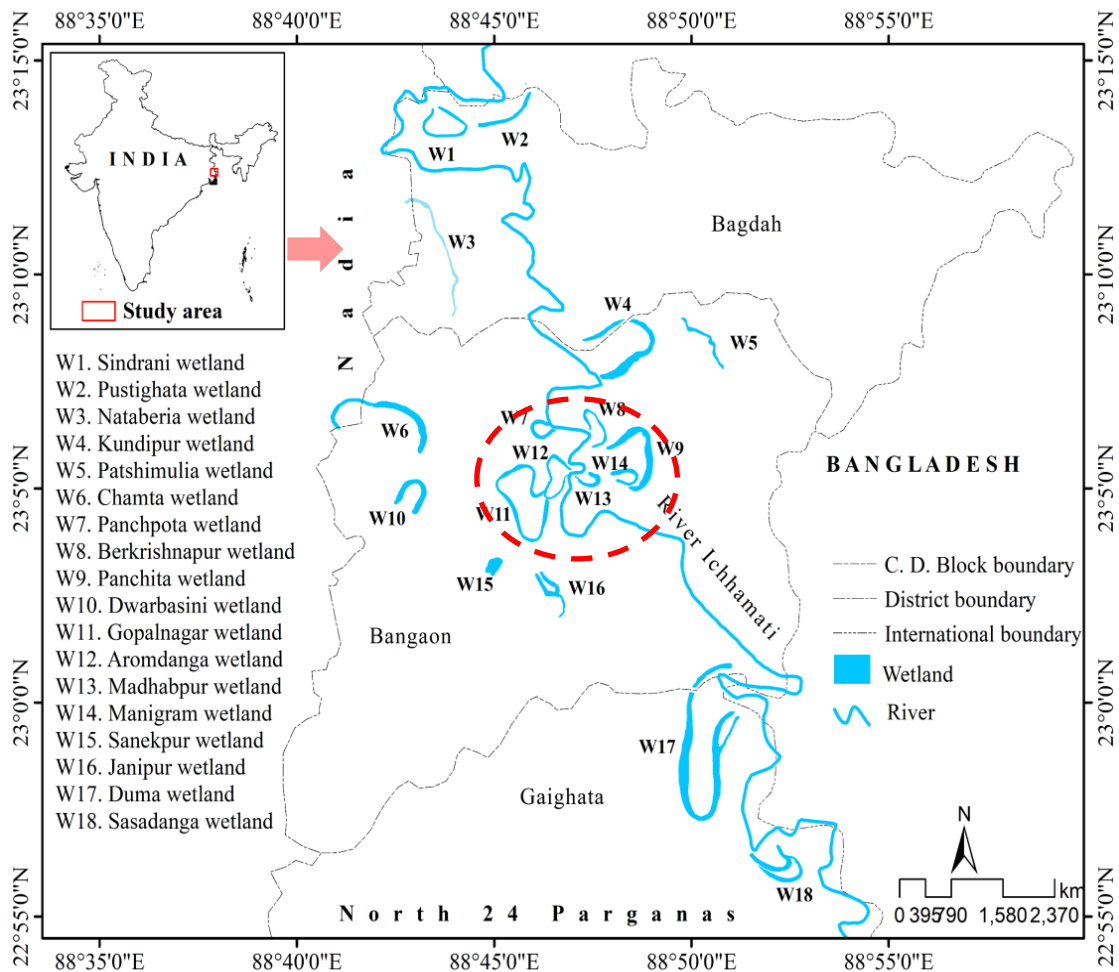 88°35'0"E 88°40'0"E 88°45'0"E 88°50'0"E 88°55'0"E
23°15'0"N
23°15'0"N
INDIA
Study area
Nadia
W1
W2
Bagdah
W3
23°10'0"N
23°10'0"N
W4
W5
W1. Sindrani wetland
W2. Pustighata wetland
W3. Nataberia wetland
W4. Kundipur wetland
W5. Patshimulia wetland
W6. Chamta wetland
W7. Panchpota wetland
W8. Berkrishnapur wetland
W9. Panchita wetland
W10. Dwarbasini wetland
W11. Gopalnagar wetland
W12. Aromdanga wetland
W13. Madhabpur wetland
W14. Manigram wetland
W15. Sanekpur wetland
W16. Janipur wetland
W17. Duma wetland
W18. Sasadanga wetland
W6
W7
W8
W9
W12
W14
BANGLADESH
23°5'0"N
23°5'0"N
W10
W11
W13
River Ichhamati
W15
W16
Bangaon
C. D. Block boundary
District boundary
International boundary
Wetland
River
23°0'0"N
23°0'0"N
W17
Gaighata
W18
N
km
0 395790 1,580 2,370
North 24 Parganas
22°55'0"N
22°55'0"N
88°35'0"E 88°40'0"E 88°45'0"E 88°50'0"E 88°55'0"E